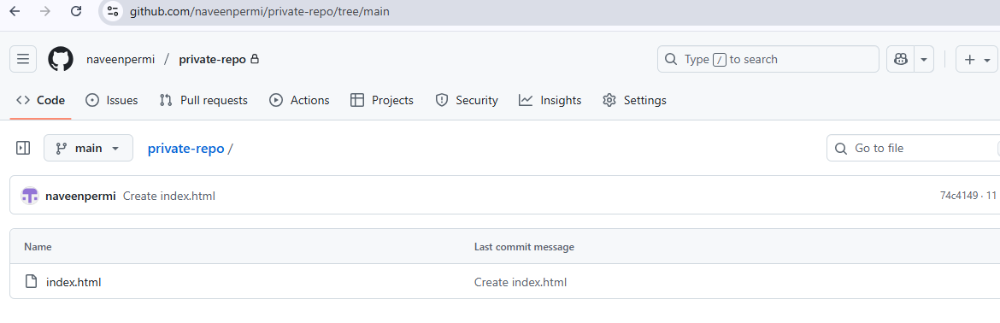 github.com/naveenpermi/private-repo/tree/main
naveenpermi / private-repo Type / to search
Code Issues Pull requests Actions Projects Security Insights Settings
main private-repo / Go to file
naveenpermi Create index.html 74c4149 · 11
Name Last commit message
index.html Create index.html